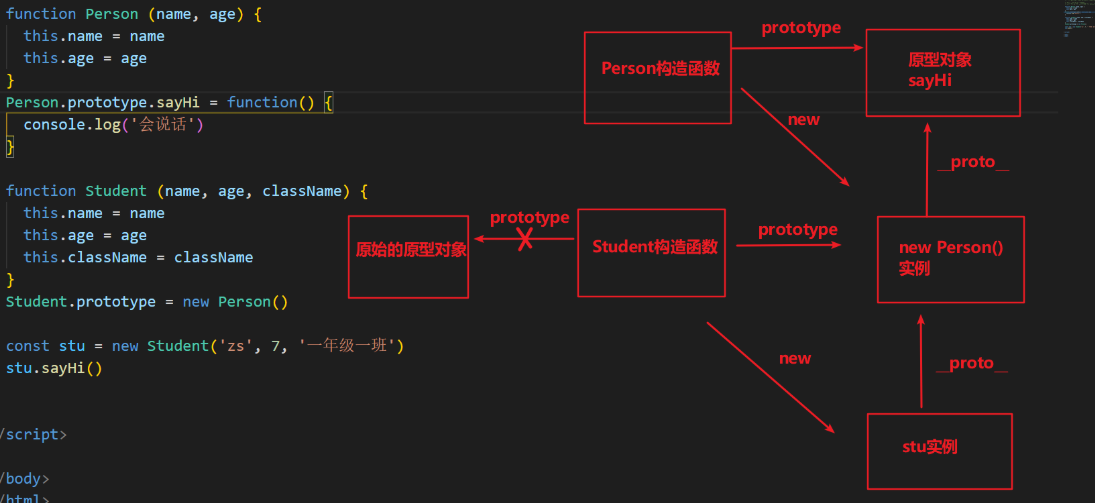 function Person (name, age) {
  this.name = name
  this.age = age
}
Person.prototype.sayHi = function() {
  console.log('会说话')
}
function Student (name, age, className) {
  this.name = name
  this.age = age
  this.className = className
}
Student.prototype = new Person()
const stu = new Student('zs', 7, '一年级一班')
stu.sayHi()
/script>
/body>
/html>
Person构造函数
prototype
原型对象
sayHi
new
__proto__
原始的原型对象
prototype
Student构造函数
prototype
new Person()
实例
new
__proto__
stu实例